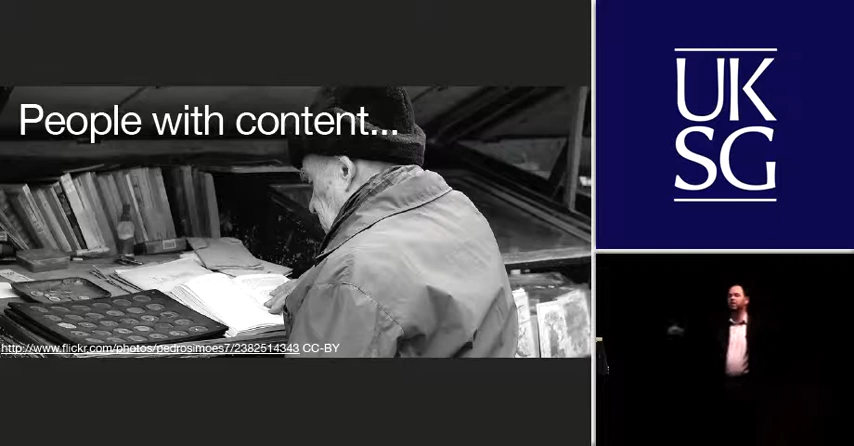 People with content...
http://www.flickr.com/photos/pedrosimoes7/2382514343 CC-BY
UK
SG